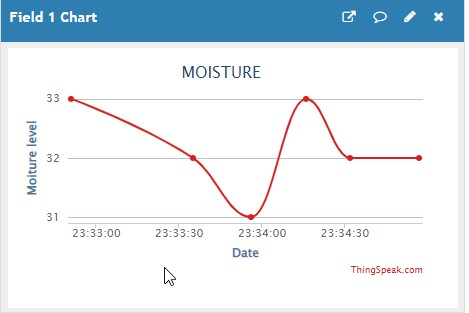 Field 1 Chart
MOISTURE
Moiture level
33
32
31
23:33:00 23:33:30 23:34:00 23:34:30
Date
ThingSpeak.com